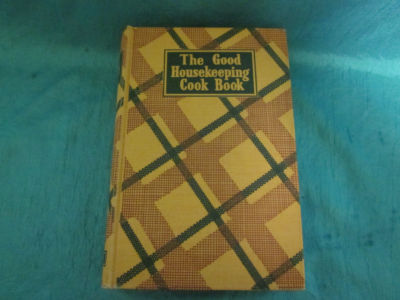 The Good
Housekeeping
Cook Book